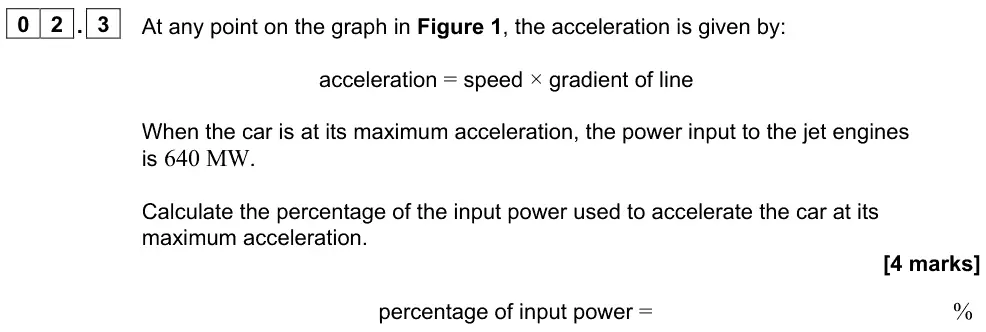 0 2 . 3 At any point on the graph in Figure 1, the acceleration is given by:
acceleration = speed × gradient of line
When the car is at its maximum acceleration, the power input to the jet engines
is 640 MW.
Calculate the percentage of the input power used to accelerate the car at its
maximum acceleration.
[4 marks]
percentage of input power = %